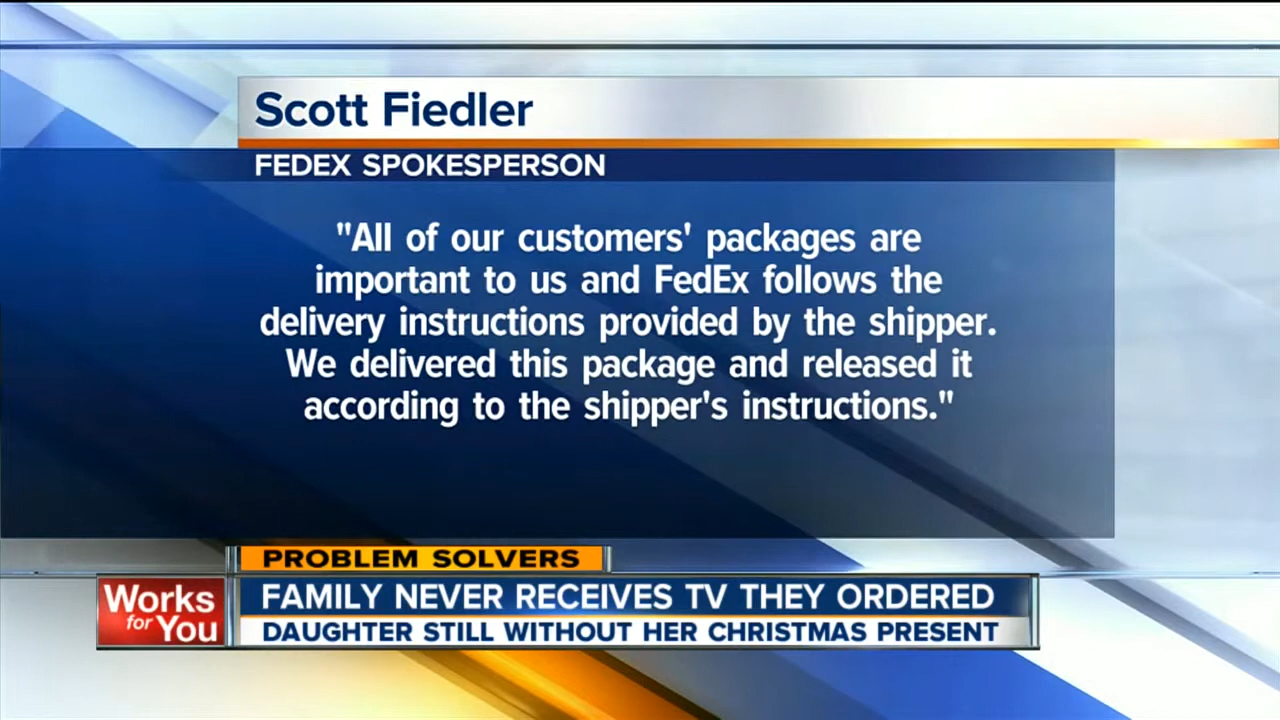 Scott Fiedler
FEDEX SPOKESPERSON
"All of our customers' packages are
important to us and FedEx follows the
delivery instructions provided by the shipper.
We delivered this package and released it
according to the shipper's instructions."
PROBLEM SOLVERS
Works
for
You
FAMILY NEVER RECEIVES TV THEY ORDERED
DAUGHTER STILL WITHOUT HER CHRISTMAS PRESENT